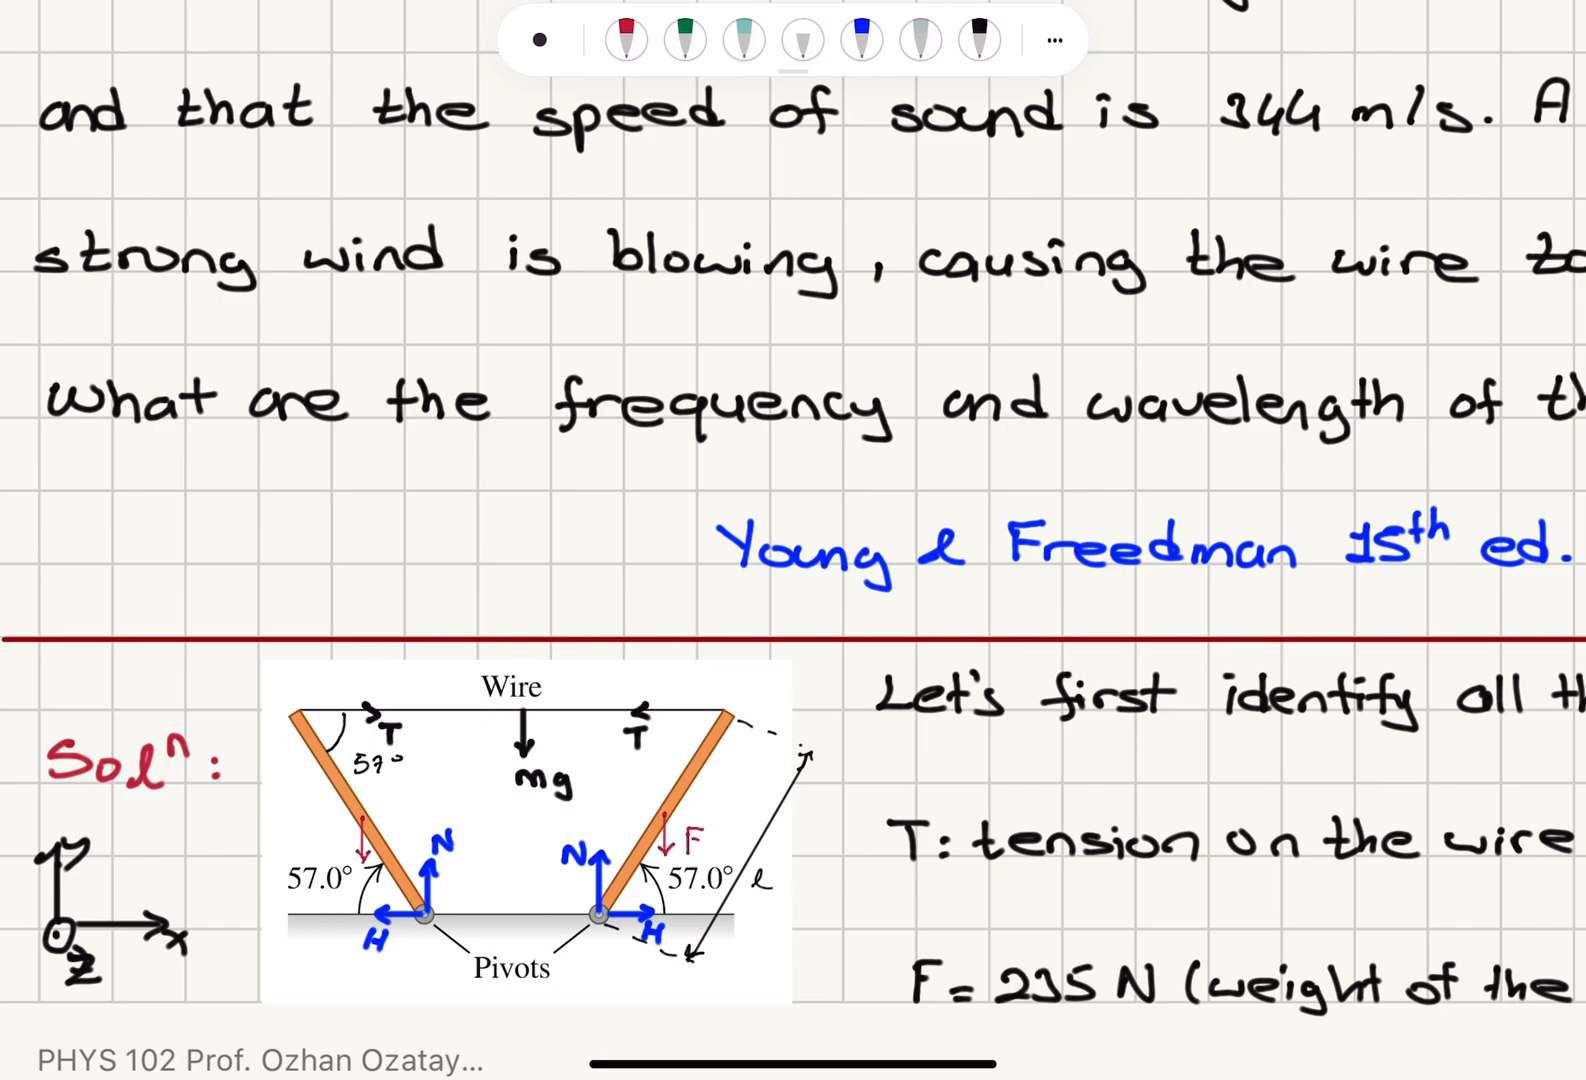 and that the speed of sound is 344 m/s. A
strong wind is blowing, causing the wire to
what are the frequency and wavelength of th
Young & Freedman 15th ed.
Solⁿ:
Wire
T
T
57°
mg
N
N
F
57.0°
57.0°
l
H
H
Pivots
y
x
z
Let's first identify all th
T: tension on the wire
F = 235 N (weight of the
PHYS 102 Prof. Ozhan Ozatay...